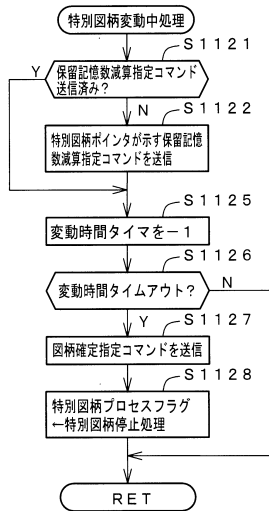 特別図柄変動中処理
S1121
Y
保留記憶数減算指定コマンド
送信済み?
N
S1122
特別図柄ポインタが示す保留記憶
数減算指定コマンドを送信
S1125
変動時間タイマを−1
S1126
変動時間タイムアウト?
N
Y
S1127
図柄確定指定コマンドを送信
S1128
特別図柄プロセスフラグ
←特別図柄停止処理
RET